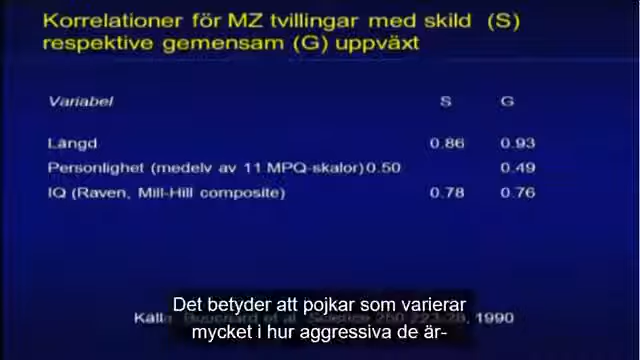 Korrelationer för MZ tvillingar med skild (S)
respektive gemensam (G) uppväxt
Variabel S G
Längd 0.86 0.93
Personlighet (medelv av 11 MPQ-skalor) 0.50 0.49
IQ (Raven, Mill-Hill composite) 0.78 0.76
Det betyder att pojkar som varierar
mycket i hur aggressiva de är-
1990